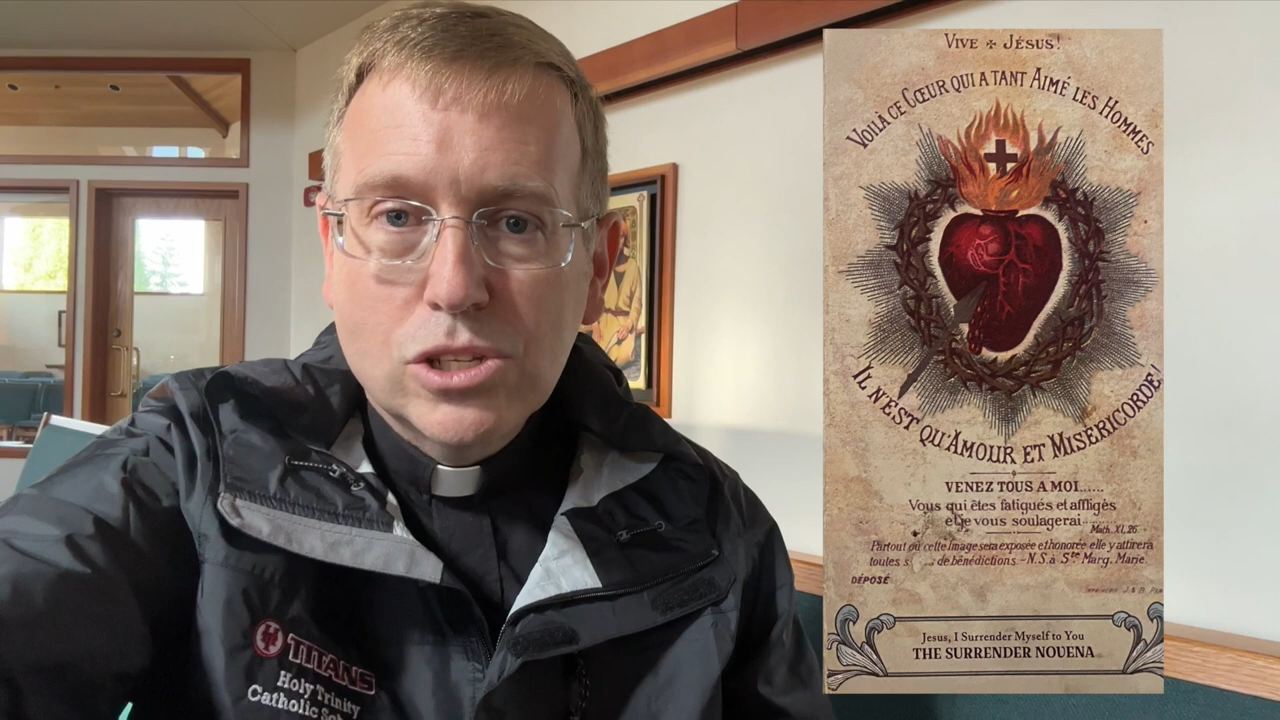 TITANS
Holy Trinity
Catholic
VIVE ✠ JÉSUS!
VOILÀ CE CŒUR QUI A TANT AIMÉ LES HOMMES
IL N'EST QU'AMOUR ET MISÉRICORDE!
VENEZ TOUS A MOI......
Vous qui êtes fatigués et affligés
et je vous soulagerai
Math. XI, 26.
Partout où cette Image sera exposée et honorée elle y attirera
toutes s de bénédictions. – N.S. à Ste Marg. Marie.
DÉPOSÉ
J & B
Jesus, I Surrender Myself to You
THE SURRENDER NOVENA